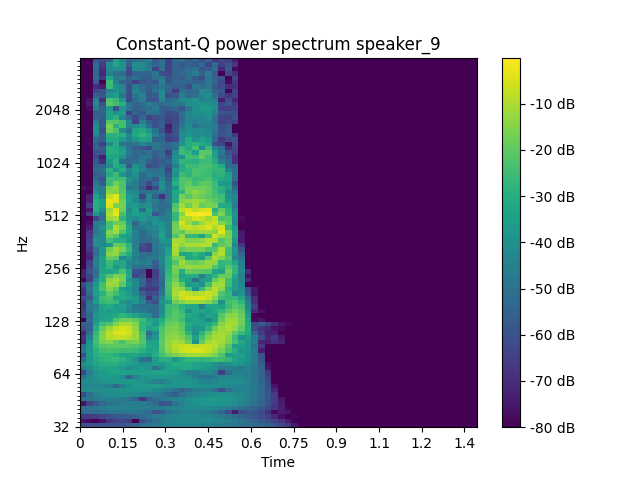 Constant-Q power spectrum speaker_9
Hz
2048
1024
512
256
128
64
32
0 0.15 0.3 0.45 0.6 0.75 0.9 1.1 1.2 1.4
Time
-10 dB
-20 dB
-30 dB
-40 dB
-50 dB
-60 dB
-70 dB
-80 dB